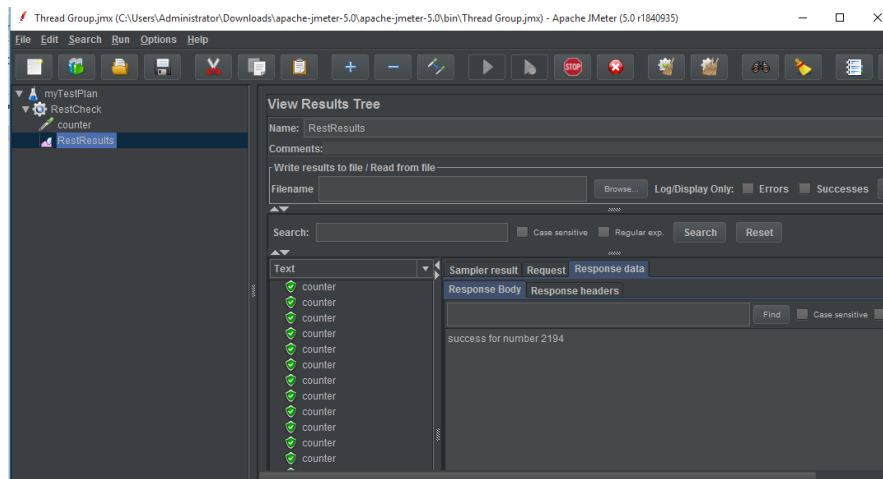 Thread Group.jmx (C:\Users\Administrator\Downloads\apache-jmeter-5.0\apache-jmeter-5.0\bin\Thread Group.jmx) - Apache JMeter (5.0 r1840935)
File Edit Search Run Options Help
STOP
myTestPlan
RestCheck
counter
RestResults
View Results Tree
Name: RestResults
Comments:
Write results to file / Read from file
Filename Browse... Log/Display Only: Errors Successes
Search: Case sensitive Regular exp. Search Reset
Text
counter
counter
counter
counter
counter
counter
counter
counter
counter
counter
counter
counter
Sampler result Request Response data
Response Body Response headers
Find Case sensitive
success for number 2194